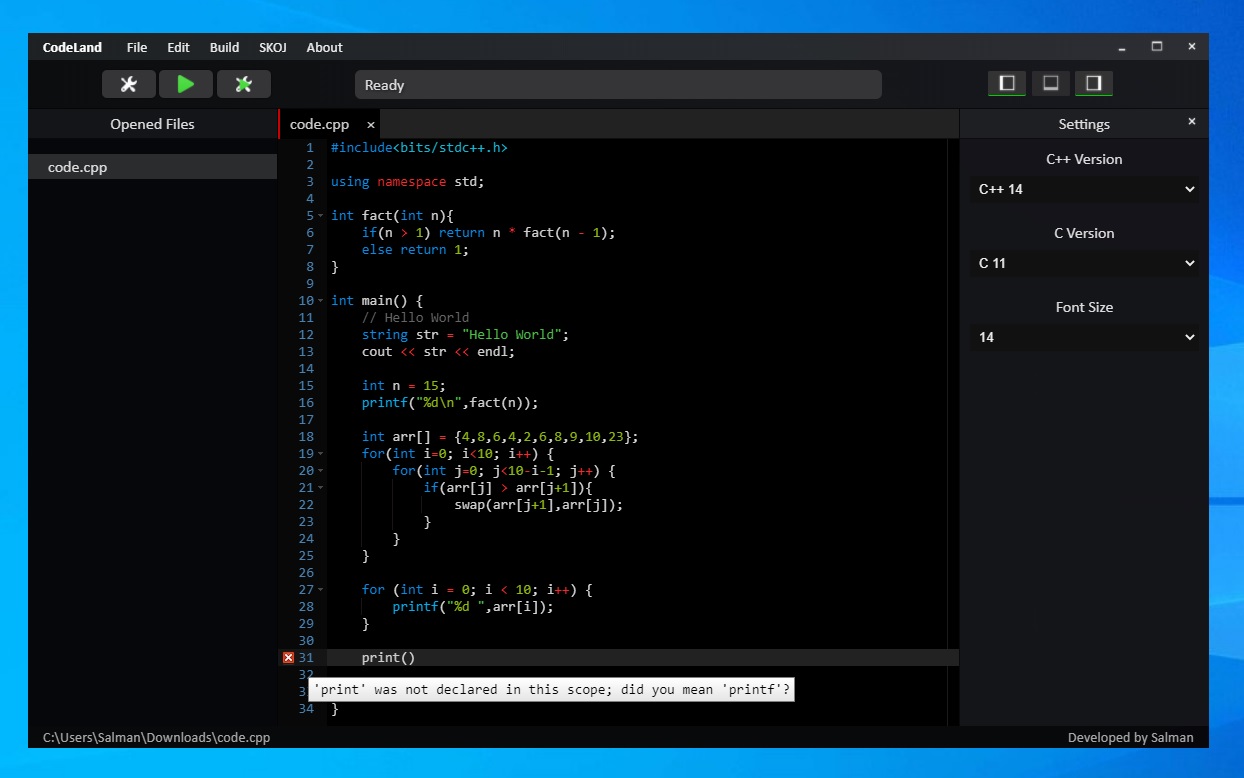 CodeLand File Edit Build SKOJ About
Ready
Opened Files
code.cpp
code.cpp ×
1 #include<bits/stdc++.h>
2
3 using namespace std;
4
5 int fact(int n){
6     if(n > 1) return n * fact(n - 1);
7     else return 1;
8 }
9
10 int main() {
11     // Hello World
12     string str = "Hello World";
13     cout << str << endl;
14
15     int n = 15;
16     printf("%d\n",fact(n));
17
18     int arr[] = {4,8,6,4,2,6,8,9,10,23};
19     for(int i=0; i<10; i++) {
20         for(int j=0; j<10-i-1; j++) {
21             if(arr[j] > arr[j+1]){
22                 swap(arr[j+1],arr[j]);
23             }
24         }
25     }
26
27     for (int i = 0; i < 10; i++) {
28         printf("%d ",arr[i]);
29     }
30
31     print()
32
'print' was not declared in this scope; did you mean 'printf'?
34 }
Settings ×
C++ Version
C++ 14
C Version
C 11
Font Size
14
C:\Users\Salman\Downloads\code.cpp
Developed by Salman